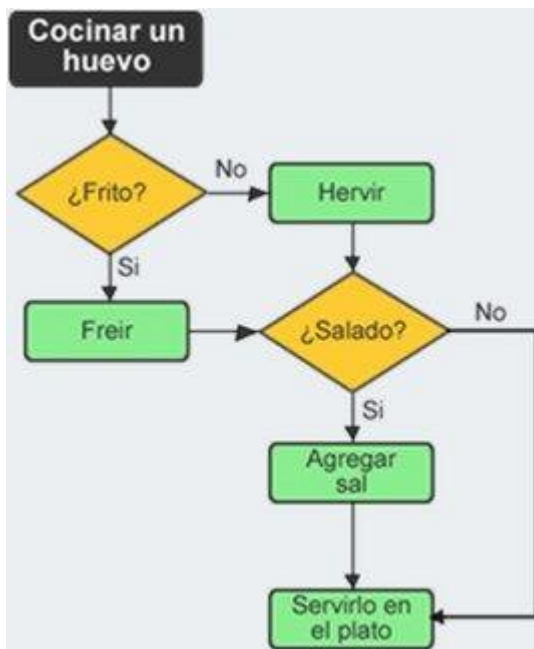 Cocinar un
huevo
¿Frito?
No
Hervir
Si
Freir
¿Salado?
No
Si
Agregar
sal
Servirlo en
el plato